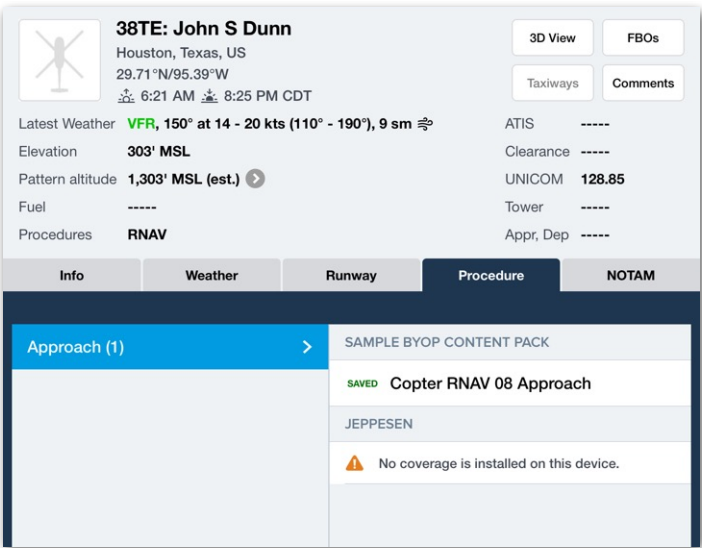 38TE: John S Dunn
Houston, Texas, US
29.71°N/95.39°W
6:21 AM 8:25 PM CDT
3D View
FBOs
Taxiways
Comments
Latest Weather VFR, 150° at 14 - 20 kts (110° - 190°), 9 sm
Elevation 303' MSL
Pattern altitude 1,303' MSL (est.)
Fuel -----
Procedures RNAV
ATIS -----
Clearance -----
UNICOM 128.85
Tower -----
Appr, Dep -----
Info Weather Runway Procedure NOTAM
Approach (1)
SAMPLE BYOP CONTENT PACK
SAVED Copter RNAV 08 Approach
JEPPESEN
No coverage is installed on this device.